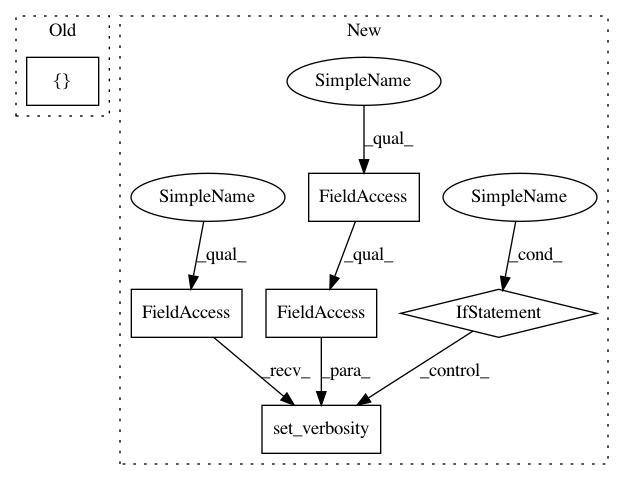 Old
New
{}
SimpleName
_qual_
SimpleName
FieldAccess
SimpleName
_qual_
_qual_
_cond_
FieldAccess
FieldAccess
IfStatement
_recv_
_para_
_control_
set_verbosity